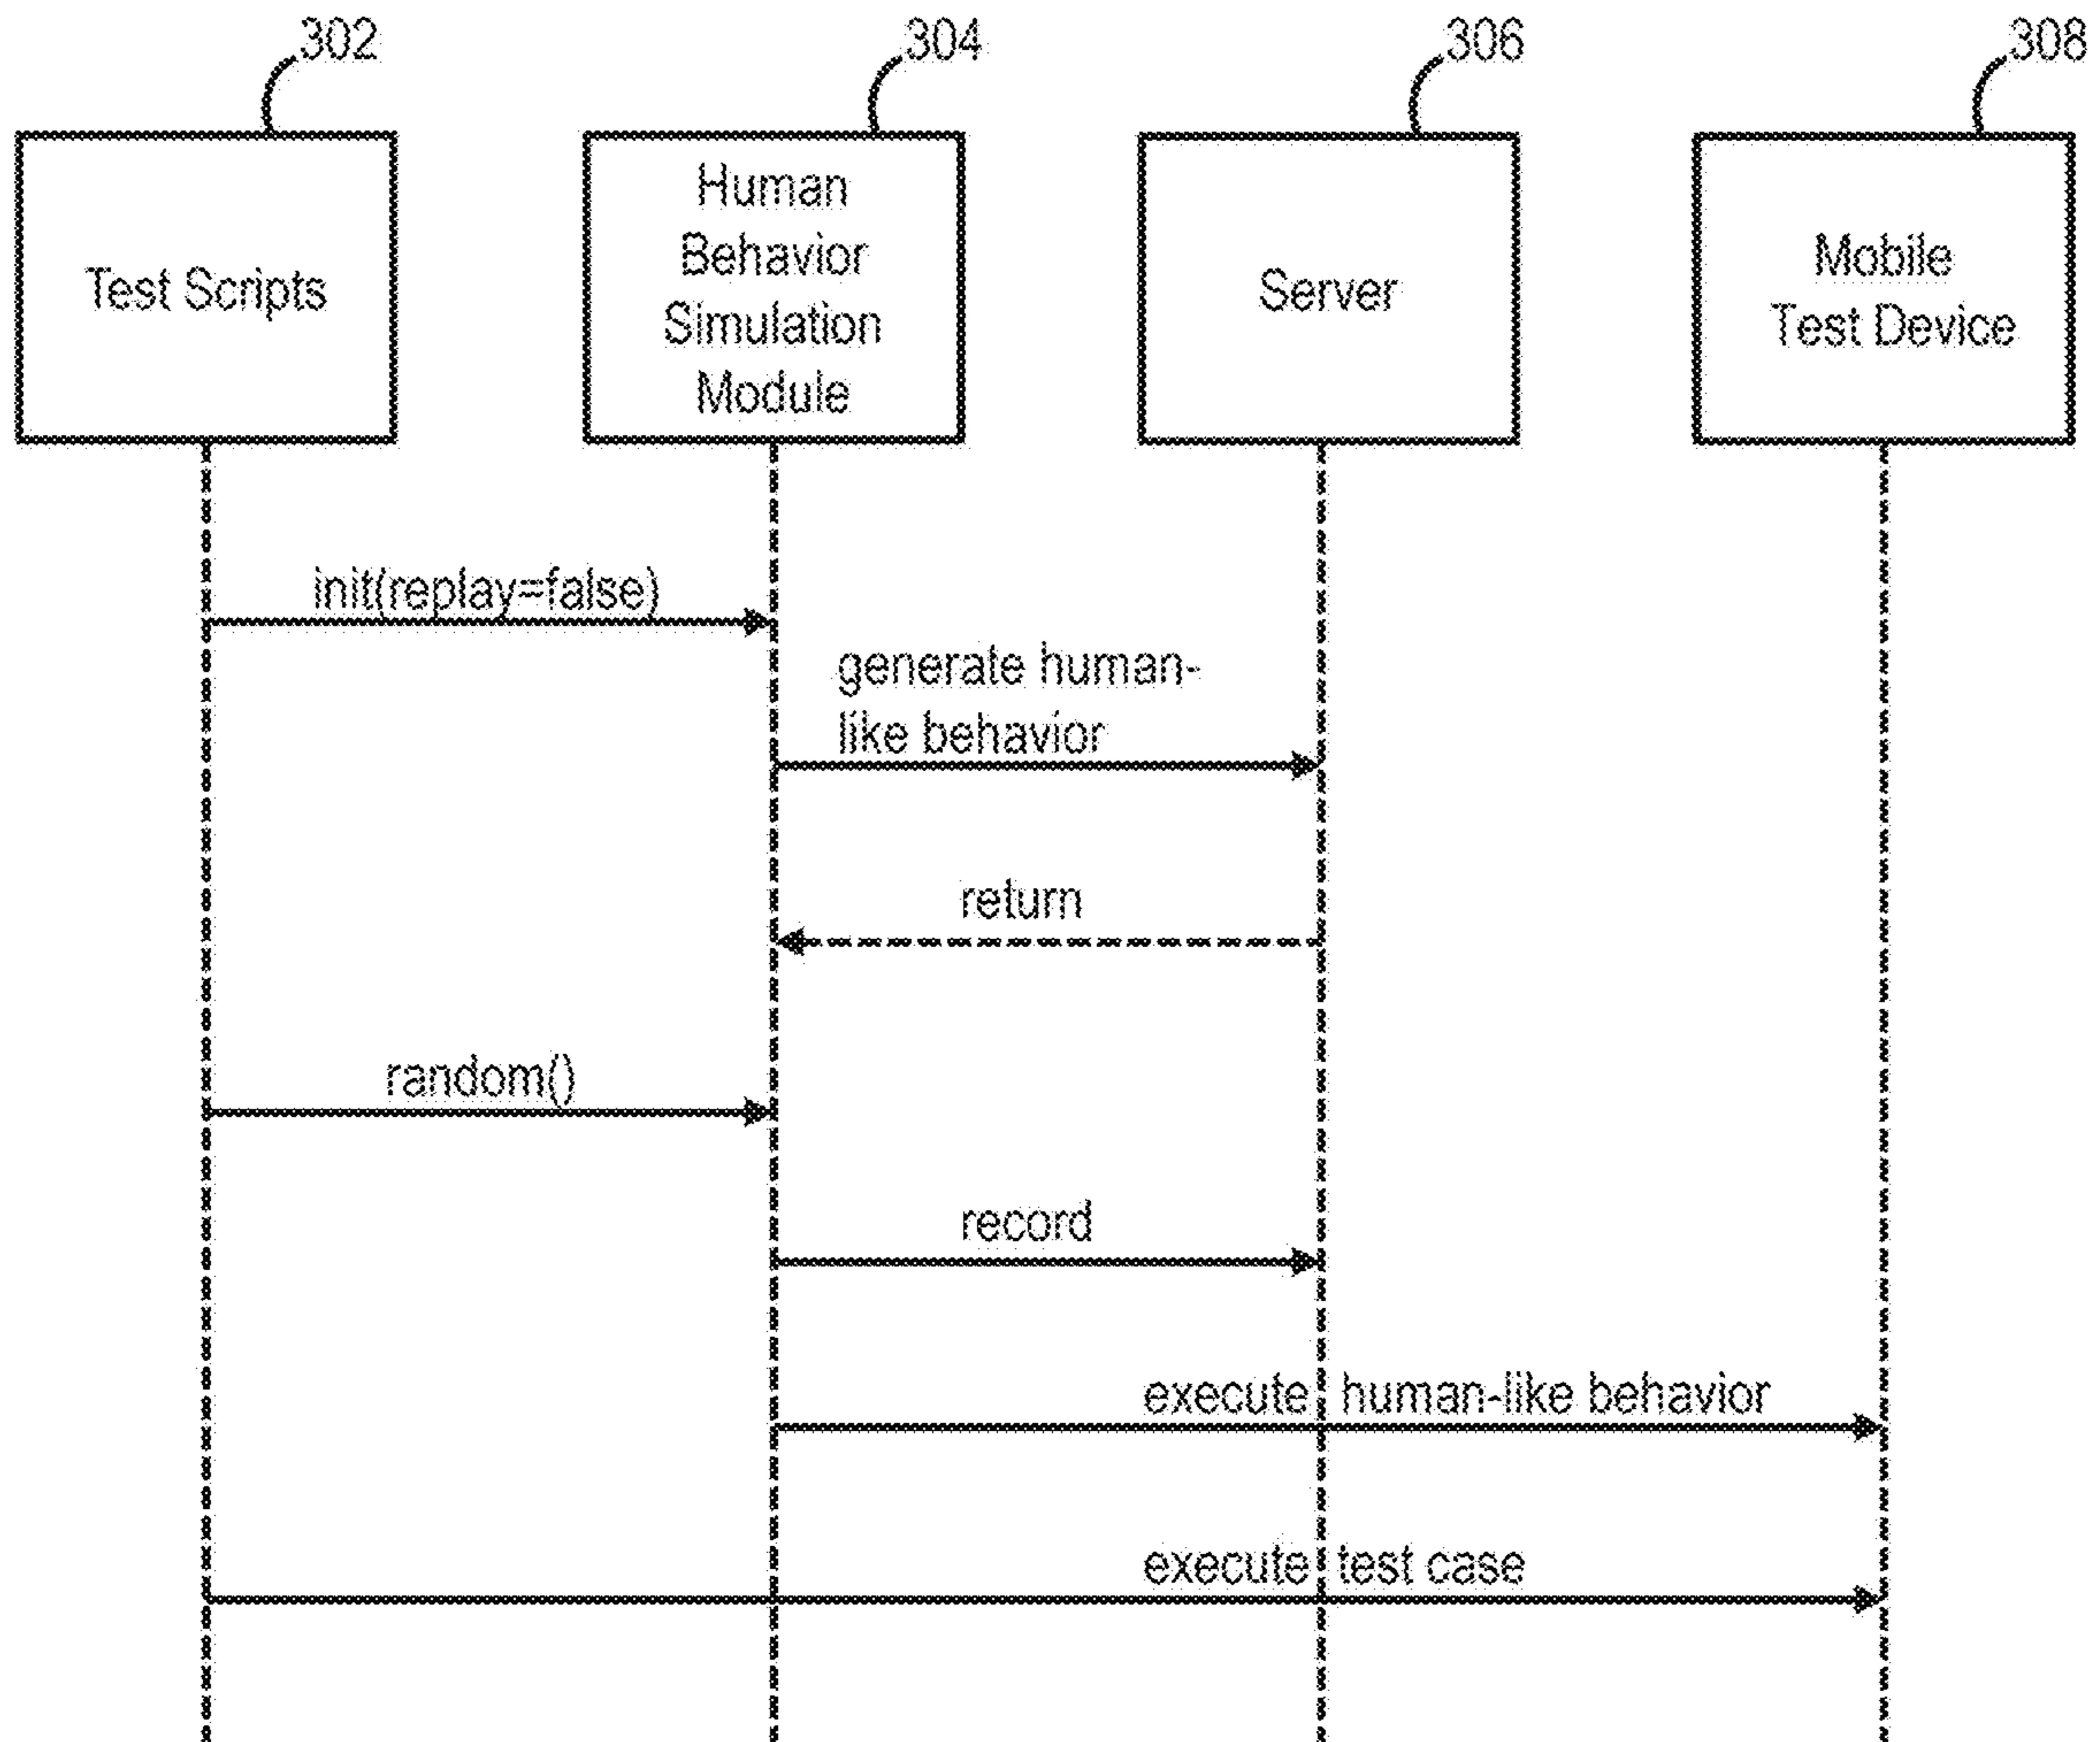 302
304
306
308
Test Scripts
Human
Behavior
Simulation
Module
Server
Mobile
Test Device
init(replay=false)
generate human-
like behavior
return
random()
record
execute human-like behavior
execute test case